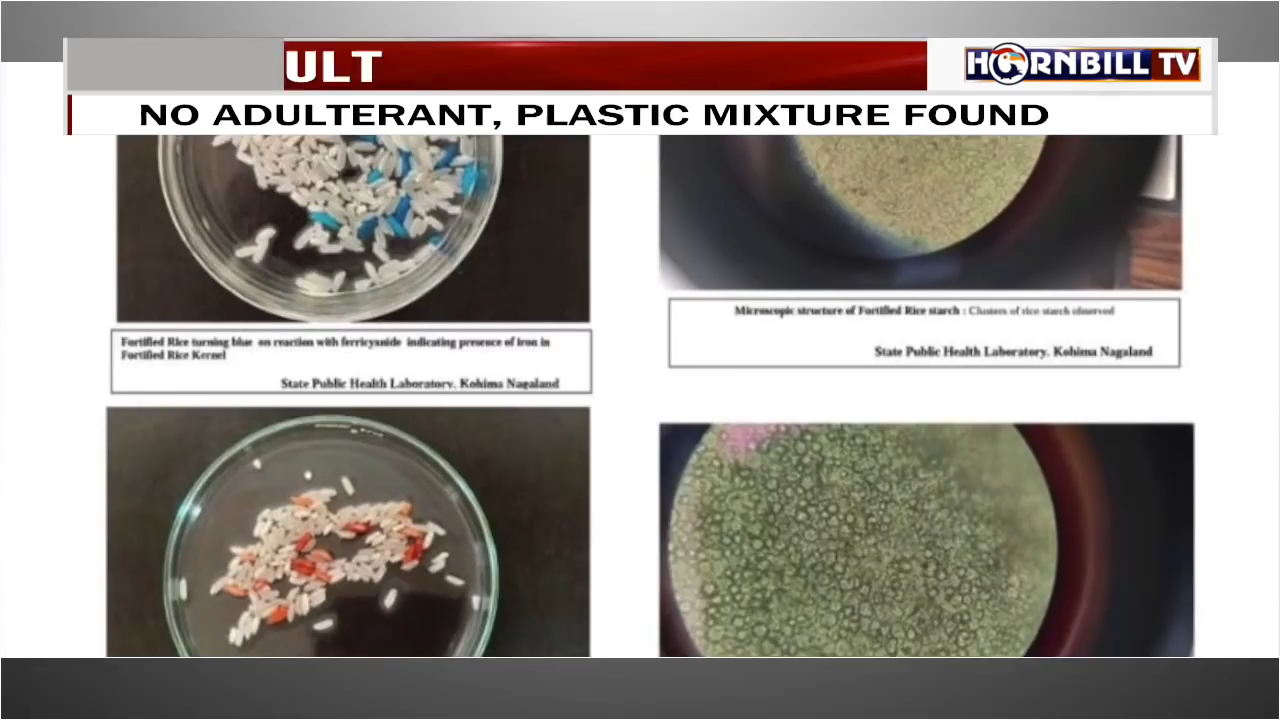 ULT
HORNBILL TV
NO ADULTERANT, PLASTIC MIXTURE FOUND
Fortified Rice turning blue on reaction with ferricyanide indicating presence of iron in
Fortified Rice Kernel
State Public Health Laboratory. Kohima Nagaland
Microscopic structure of Fortified Rice starch : Clusters of rice starch observed
State Public Health Laboratory. Kohima Nagaland